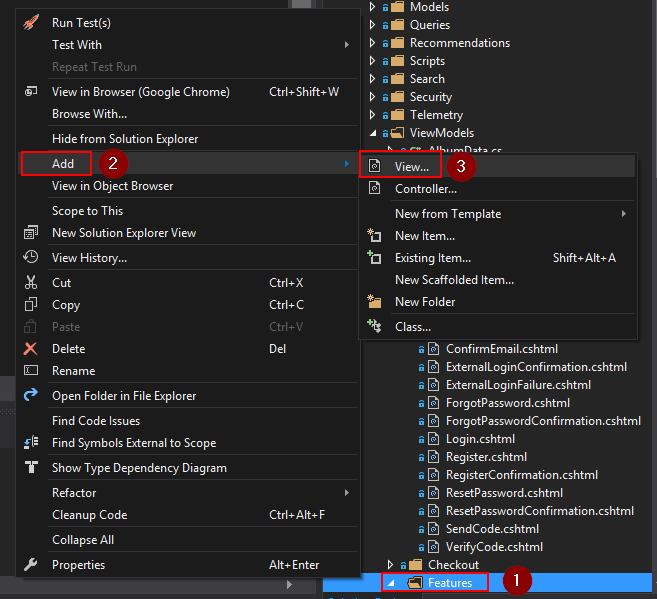 Run Test(s)
Test With
Repeat Test Run
View in Browser (Google Chrome) Ctrl+Shift+W
Browse With...
Hide from Solution Explorer
Add 2
View in Object Browser
Scope to This
New Solution Explorer View
View History...
Cut Ctrl+X
Copy Ctrl+C
Paste Ctrl+V
Delete Del
Rename
Open Folder in File Explorer
Find Code Issues
Find Symbols External to Scope
Show Type Dependency Diagram
Refactor
Cleanup Code Ctrl+Alt+F
Collapse All
Properties Alt+Enter
Models
Queries
Recommendations
Scripts
Search
Security
Telemetry
ViewModels
C# AlbumData.cs
View... 3
Controller...
New from Template
New Item...
Existing Item... Shift+Alt+A
New Scaffolded Item...
New Folder
Class...
ConfirmEmail.cshtml
ExternalLoginConfirmation.cshtml
ExternalLoginFailure.cshtml
ForgotPassword.cshtml
ForgotPasswordConfirmation.cshtml
Login.cshtml
Register.cshtml
RegisterConfirmation.cshtml
ResetPassword.cshtml
ResetPasswordConfirmation.cshtml
SendCode.cshtml
VerifyCode.cshtml
Checkout
Features 1